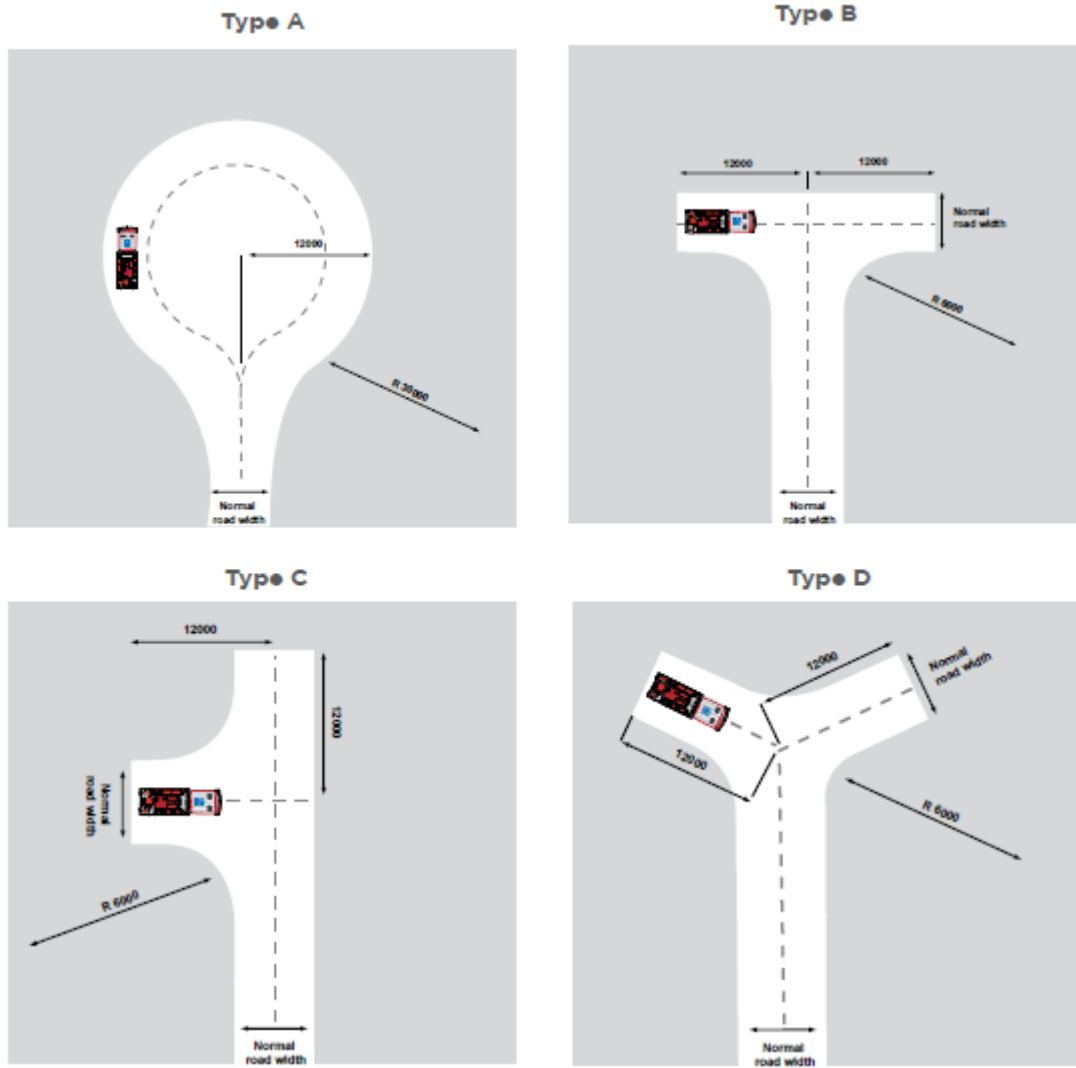 Type A
12000
R 30000
Normal
road width
Type B
12000
12000
Normal
road width
R 6000
Normal
road width
Type C
12000
12000
Normal
road width
R 6000
Normal
road width
Type D
12000
Normal
road width
12000
R 6000
Normal
road width